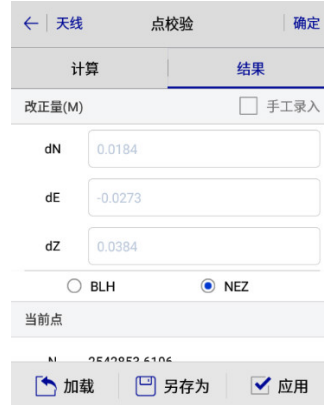 天线 点校验 确定
计算 结果
改正量(M) 手工录入
dN 0.0184
dE -0.0273
dZ 0.0384
BLH NEZ
当前点
N 2542853.6106
加载 另存为 应用